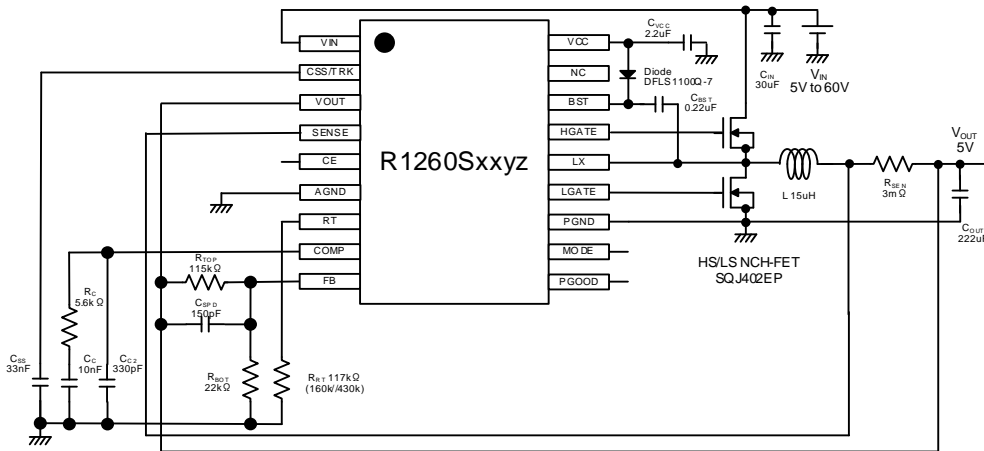 R1260Sxxyz
VIN
CSS/TRK
VOUT
SENSE
CE
AGND
RT
COMP
FB
VCC
NC
BST
HGATE
LX
LGATE
PGND
MODE
PGOOD
CVCC
2.2uF
Diode
DFLS1100Q-7
CBST
0.22uF
CIN
30uF
VIN
5V to 60V
VOUT
5V
L 15uH
RSEN
3mΩ
COUT
222uF
HS/LS NCH-FET
SQJ402EP
RTOP
115kΩ
CSPD
150pF
RC
5.6kΩ
CSS
33nF
CC
10nF
CC2
330pF
RBOT
22kΩ
RRT 117kΩ
(160k//430k)